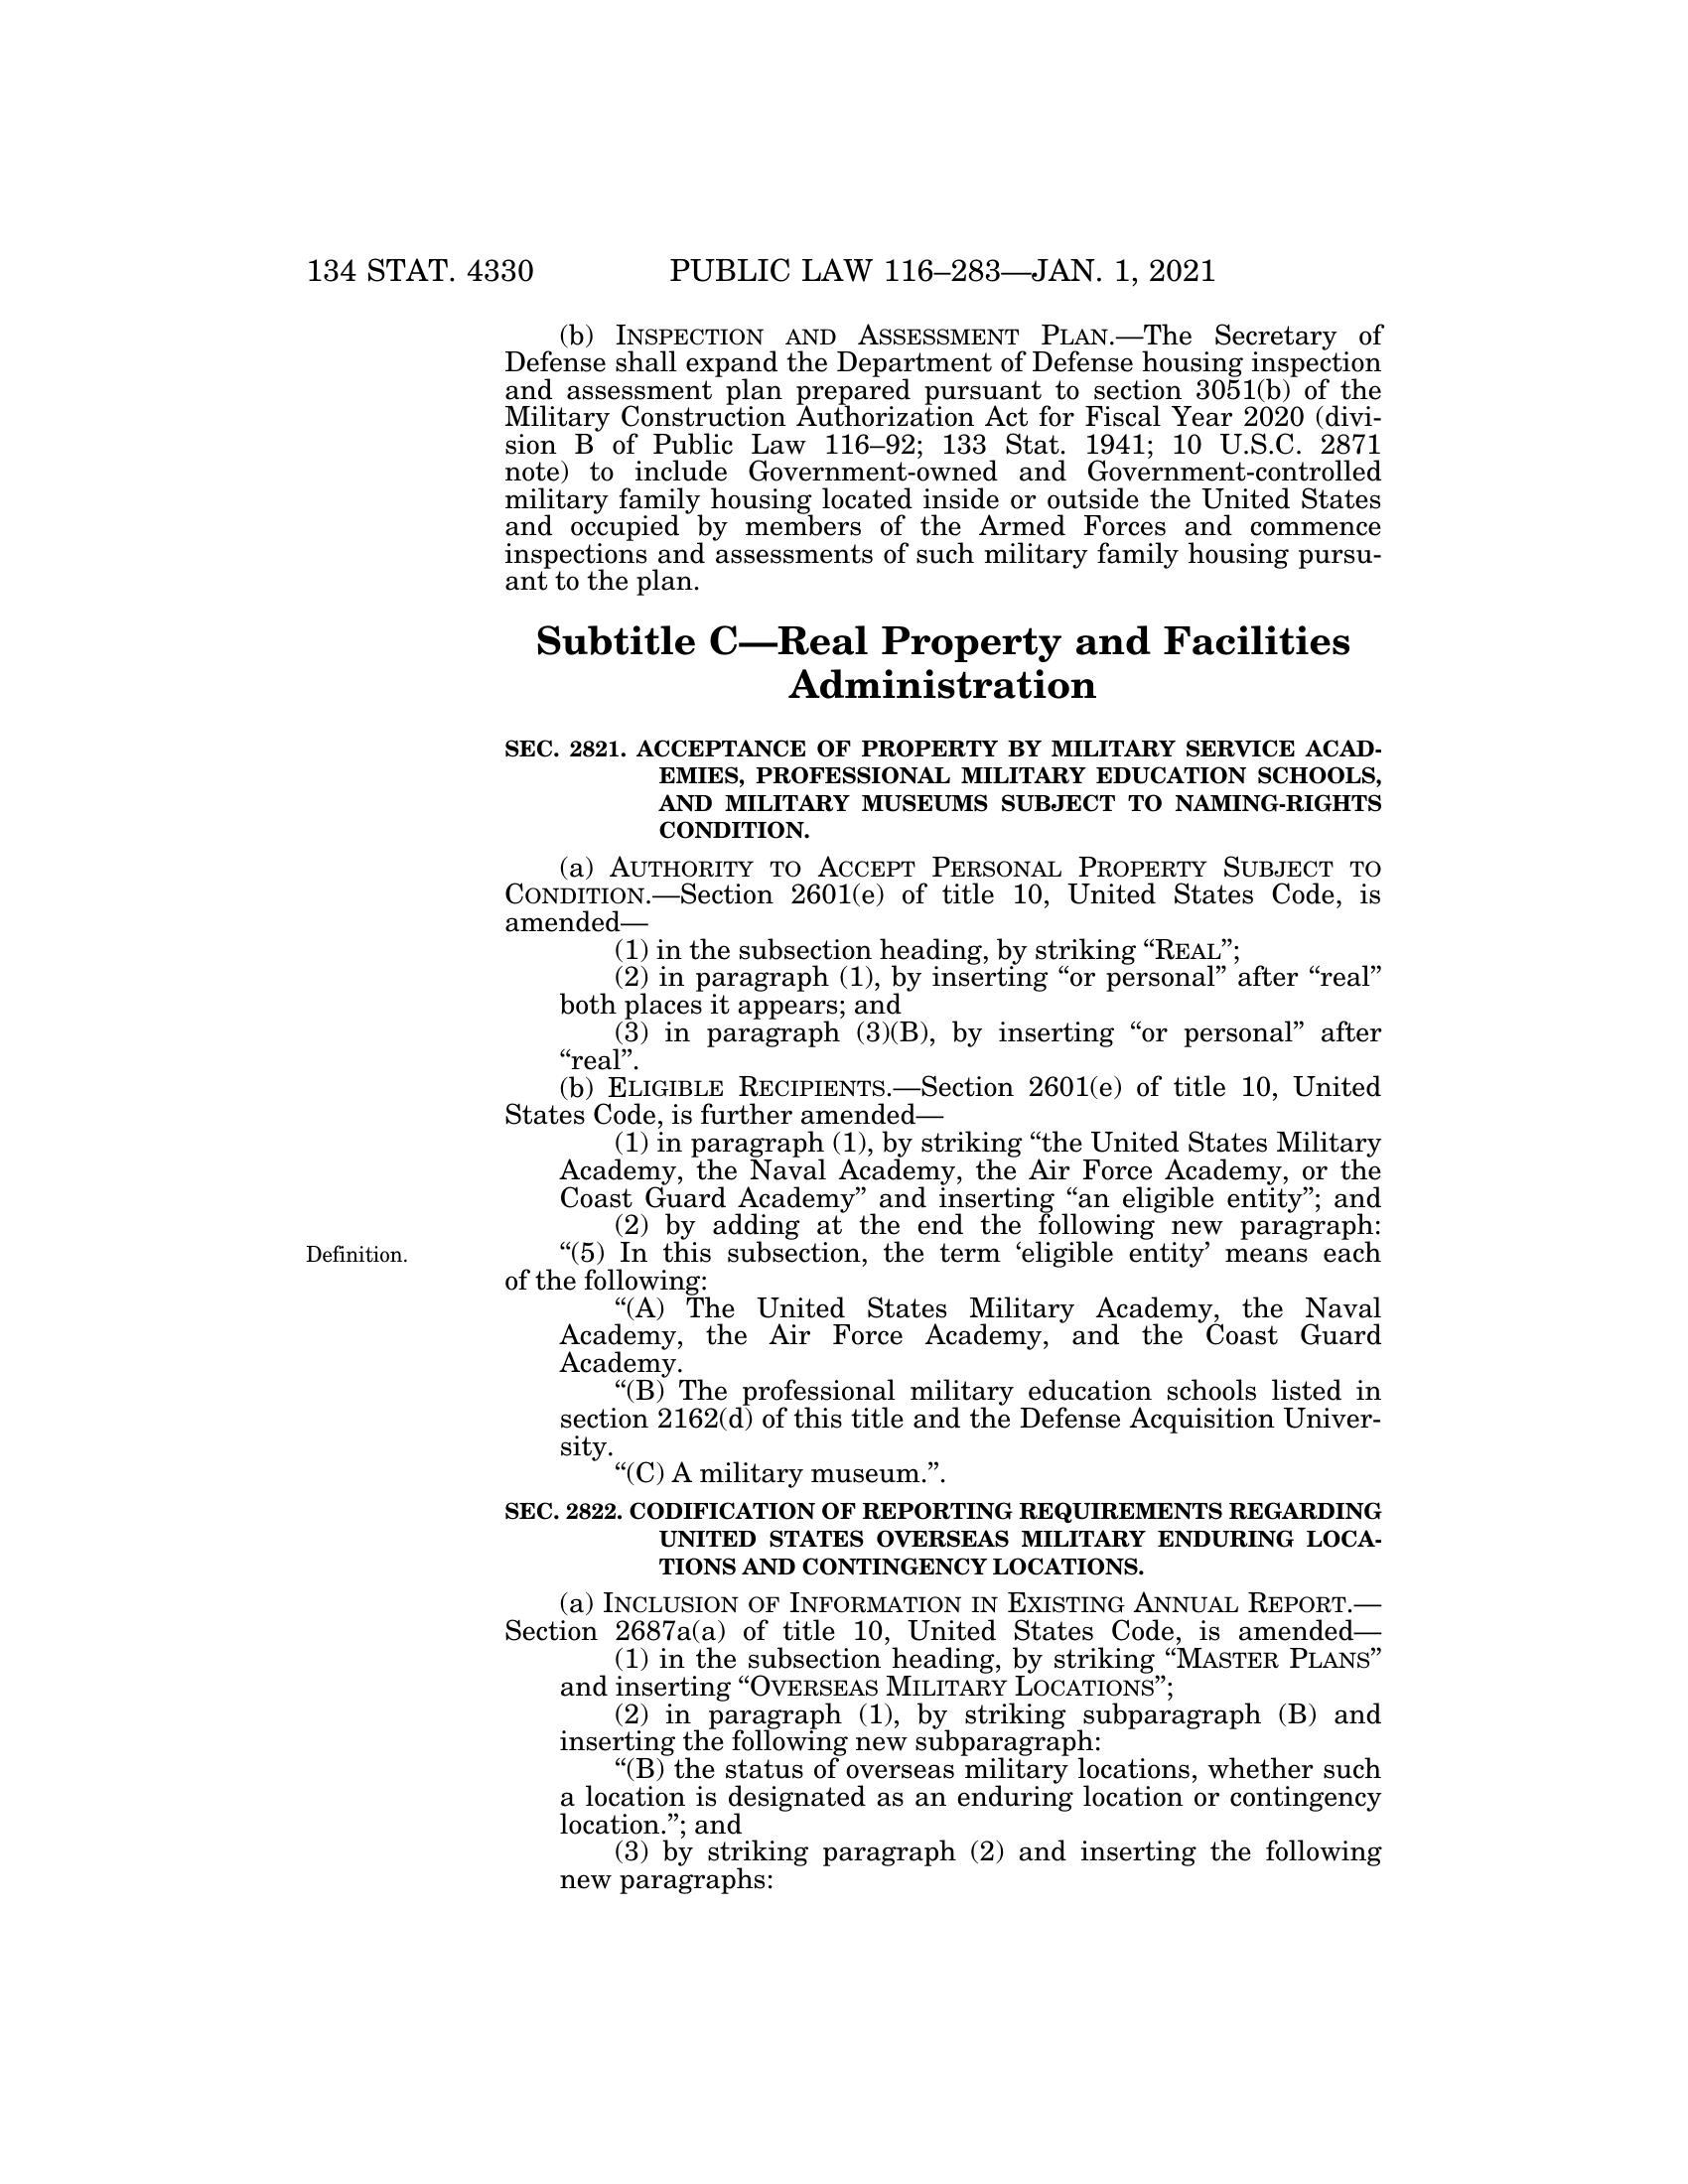 134 STAT. 4330 PUBLIC LAW 116–283—JAN. 1, 2021
(b) INSPECTION AND ASSESSMENT PLAN.—The Secretary of
Defense shall expand the Department of Defense housing inspection
and assessment plan prepared pursuant to section 3051(b) of the
Military Construction Authorization Act for Fiscal Year 2020 (divi-
sion B of Public Law 116–92; 133 Stat. 1941; 10 U.S.C. 2871
note) to include Government-owned and Government-controlled
military family housing located inside or outside the United States
and occupied by members of the Armed Forces and commence
inspections and assessments of such military family housing pursu-
ant to the plan.
Subtitle C—Real Property and Facilities
Administration
SEC. 2821. ACCEPTANCE OF PROPERTY BY MILITARY SERVICE ACAD-
EMIES, PROFESSIONAL MILITARY EDUCATION SCHOOLS,
AND MILITARY MUSEUMS SUBJECT TO NAMING-RIGHTS
CONDITION.
(a) AUTHORITY TO ACCEPT PERSONAL PROPERTY SUBJECT TO
CONDITION.—Section 2601(e) of title 10, United States Code, is
amended—
(1) in the subsection heading, by striking “REAL”;
(2) in paragraph (1), by inserting “or personal” after “real”
both places it appears; and
(3) in paragraph (3)(B), by inserting “or personal” after
“real”.
(b) ELIGIBLE RECIPIENTS.—Section 2601(e) of title 10, United
States Code, is further amended—
(1) in paragraph (1), by striking “the United States Military
Academy, the Naval Academy, the Air Force Academy, or the
Coast Guard Academy” and inserting “an eligible entity”; and
(2) by adding at the end the following new paragraph:
Definition. “(5) In this subsection, the term ‘eligible entity’ means each
of the following:
“(A) The United States Military Academy, the Naval
Academy, the Air Force Academy, and the Coast Guard
Academy.
“(B) The professional military education schools listed in
section 2162(d) of this title and the Defense Acquisition Univer-
sity.
“(C) A military museum.”.
SEC. 2822. CODIFICATION OF REPORTING REQUIREMENTS REGARDING
UNITED STATES OVERSEAS MILITARY ENDURING LOCA-
TIONS AND CONTINGENCY LOCATIONS.
(a) INCLUSION OF INFORMATION IN EXISTING ANNUAL REPORT.—
Section 2687a(a) of title 10, United States Code, is amended—
(1) in the subsection heading, by striking “MASTER PLANS”
and inserting “OVERSEAS MILITARY LOCATIONS”;
(2) in paragraph (1), by striking subparagraph (B) and
inserting the following new subparagraph:
“(B) the status of overseas military locations, whether such
a location is designated as an enduring location or contingency
location.”; and
(3) by striking paragraph (2) and inserting the following
new paragraphs: